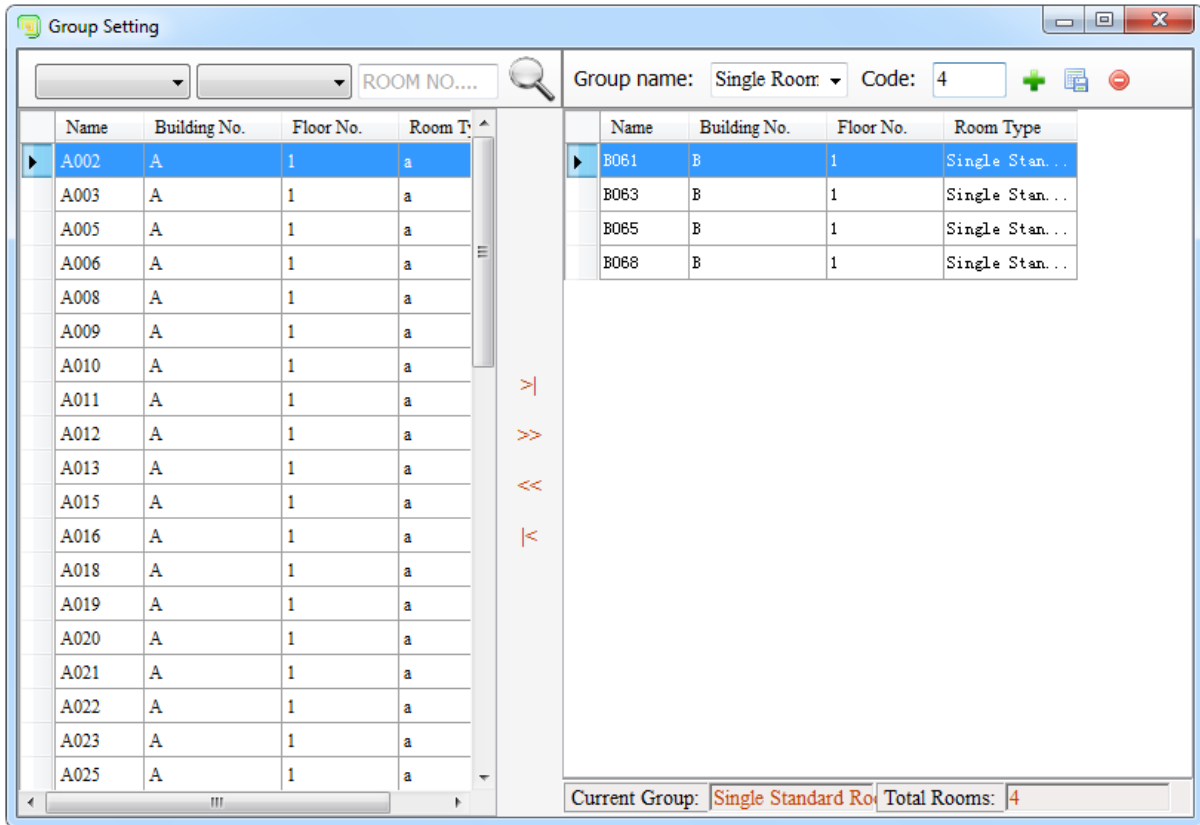 Group Setting
ROOM NO....
Group name: Single Room Code: 4
Name Building No. Floor No. Room Ty
A002 A 1 a
A003 A 1 a
A005 A 1 a
A006 A 1 a
A008 A 1 a
A009 A 1 a
A010 A 1 a
A011 A 1 a
A012 A 1 a
A013 A 1 a
A015 A 1 a
A016 A 1 a
A018 A 1 a
A019 A 1 a
A020 A 1 a
A021 A 1 a
A022 A 1 a
A023 A 1 a
A025 A 1 a
>|
>>
<<
|<
Name Building No. Floor No. Room Type
B061 B 1 Single Stan...
B063 B 1 Single Stan...
B065 B 1 Single Stan...
B068 B 1 Single Stan...
Current Group: Single Standard Roo Total Rooms: 4